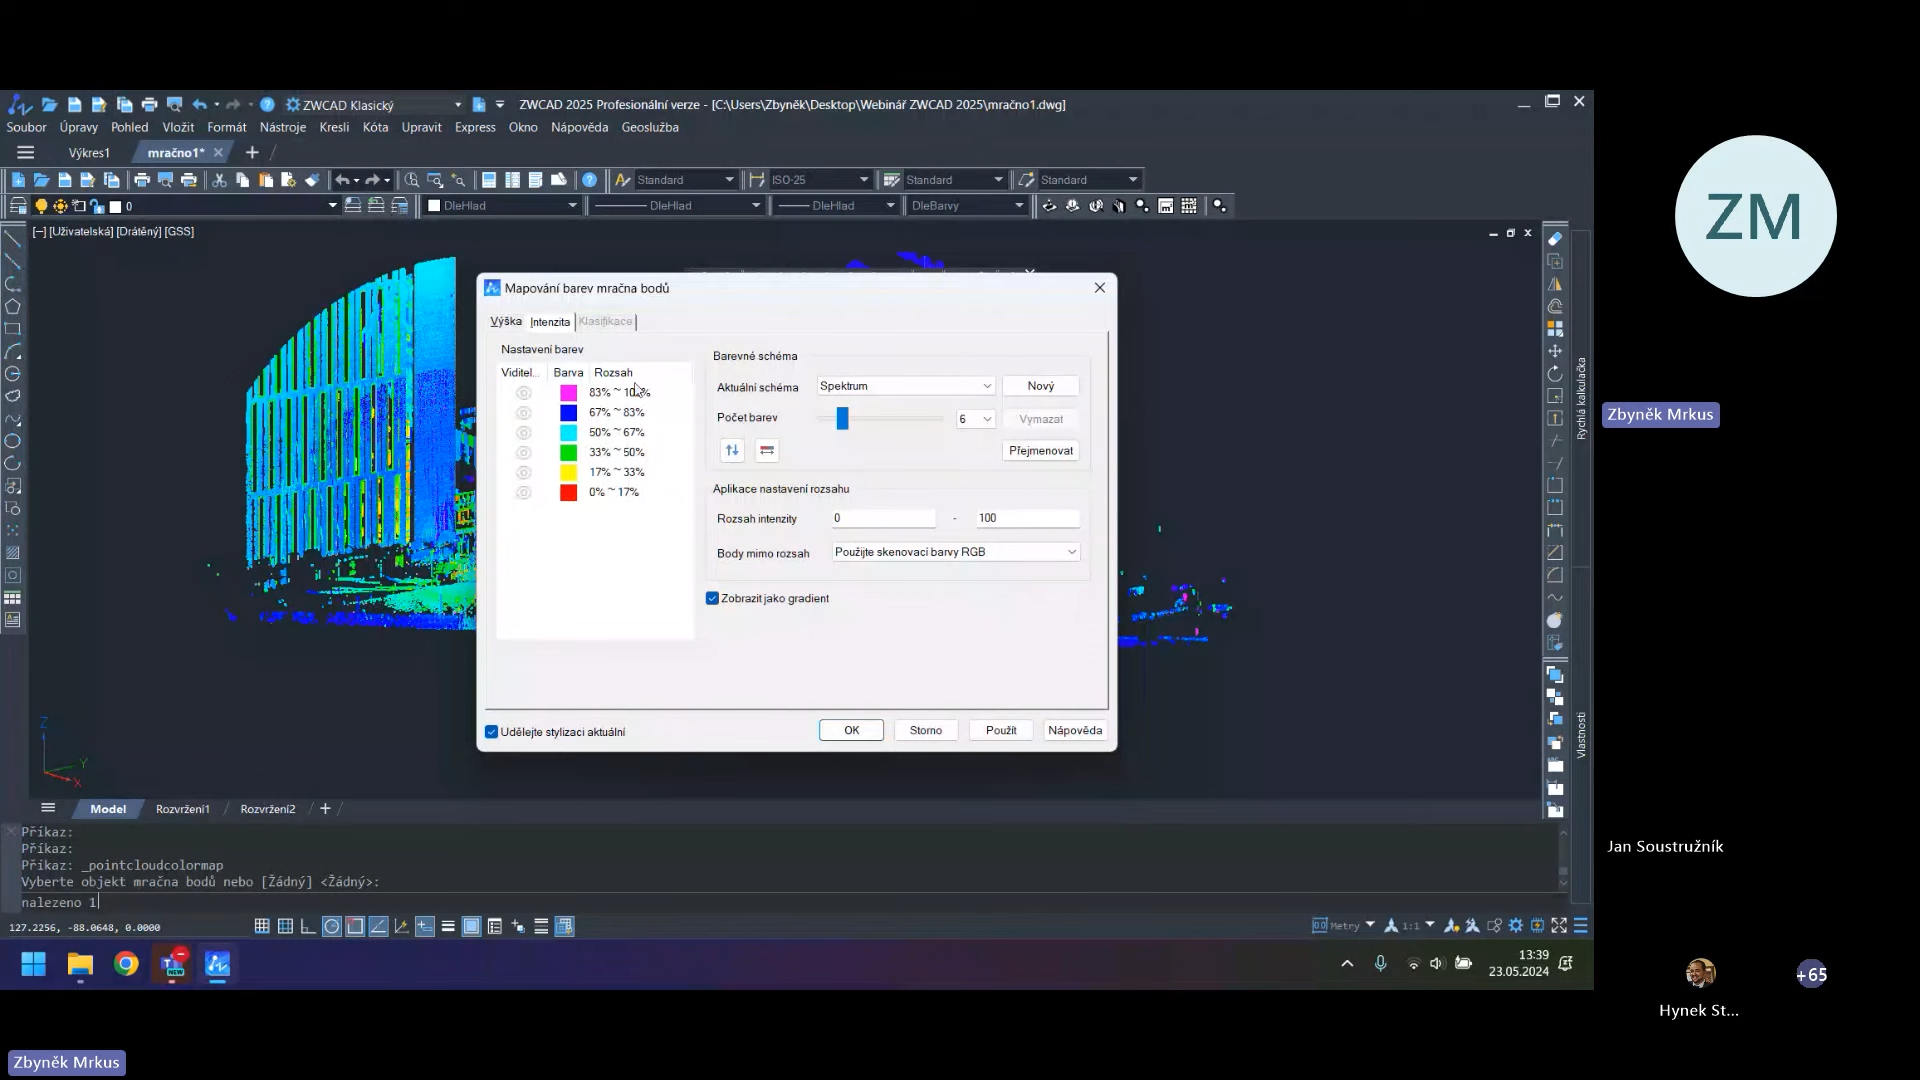 ZWCAD Klasický
ZWCAD 2025 Profesionální verze - [C:\Users\Zbyněk\Desktop\Webinář ZWCAD 2025\mračno1.dwg]
Soubor Úpravy Pohled Vložit Formát Nástroje Kresli Kóta Upravit Express Okno Nápověda Geoslužba
Výkres1 mračno1*
Standard ISO-25 Standard Standard
0 DleHlad DleHlad DleHlad DleBarvy
[−] [Uživatelská] [Drátěný] [GSS]
Mapování barev mračna bodů
Výška Intenzita Klasifikace
Nastavení barev
Viditel... Barva Rozsah
83% ~ 100%
67% ~ 83%
50% ~ 67%
33% ~ 50%
17% ~ 33%
0% ~ 17%
Barevné schéma
Aktuální schéma Spektrum Nový
Počet barev 6 Vymazat
Přejmenovat
Aplikace nastavení rozsahu
Rozsah intenzity 0 - 100
Body mimo rozsah Použijte skenovací barvy RGB
Zobrazit jako gradient
Udělejte stylizaci aktuální
OK Storno Použít Nápověda
Rychlá kalkulačka
Vlastnosti
Z
Y
X
Model Rozvržení1 Rozvržení2
Příkaz:
Příkaz:
Příkaz: _pointcloudcolormap
Vyberte objekt mračna bodů nebo [Žádný] <Žádný>:
nalezeno 1
127.2256, -88.0648, 0.0000
Metry 1:1
NEW
13:39
23.05.2024
ZM
Zbyněk Mrkus
Jan Soustružník
+65
Hynek St...
Zbyněk Mrkus